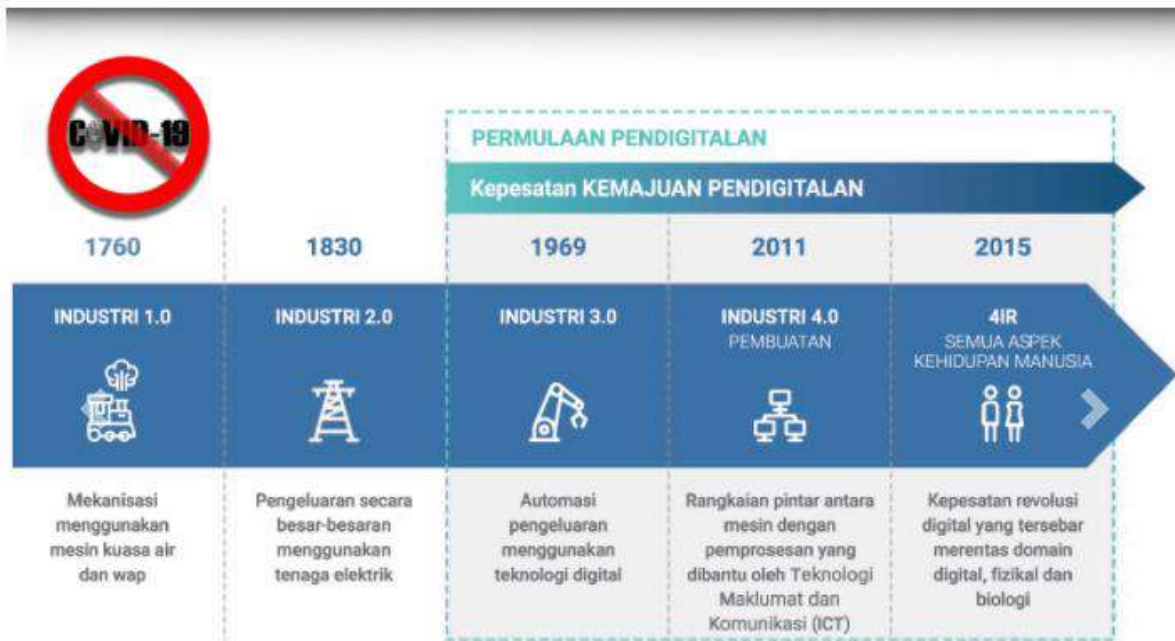 COVID-19
PERMULAAN PENDIGITALAN
Kepesatan KEMAJUAN PENDIGITALAN
1760
1830
1969
2011
2015
INDUSTRI 1.0
INDUSTRI 2.0
INDUSTRI 3.0
INDUSTRI 4.0
PEMBUATAN
4IR
SEMUA ASPEK
KEHIDUPAN MANUSIA
Mekanisasi
menggunakan
mesin kuasa air
dan wap
Pengeluaran secara
besar-besaran
menggunakan
tenaga elektrik
Automasi
pengeluaran
menggunakan
teknologi digital
Rangkaian pintar antara
mesin dengan
pemprosesan yang
dibantu oleh Teknologi
Maklumat dan
Komunikasi (ICT)
Kepesatan revolusi
digital yang tersebar
merentas domain
digital, fizikal dan
biologi